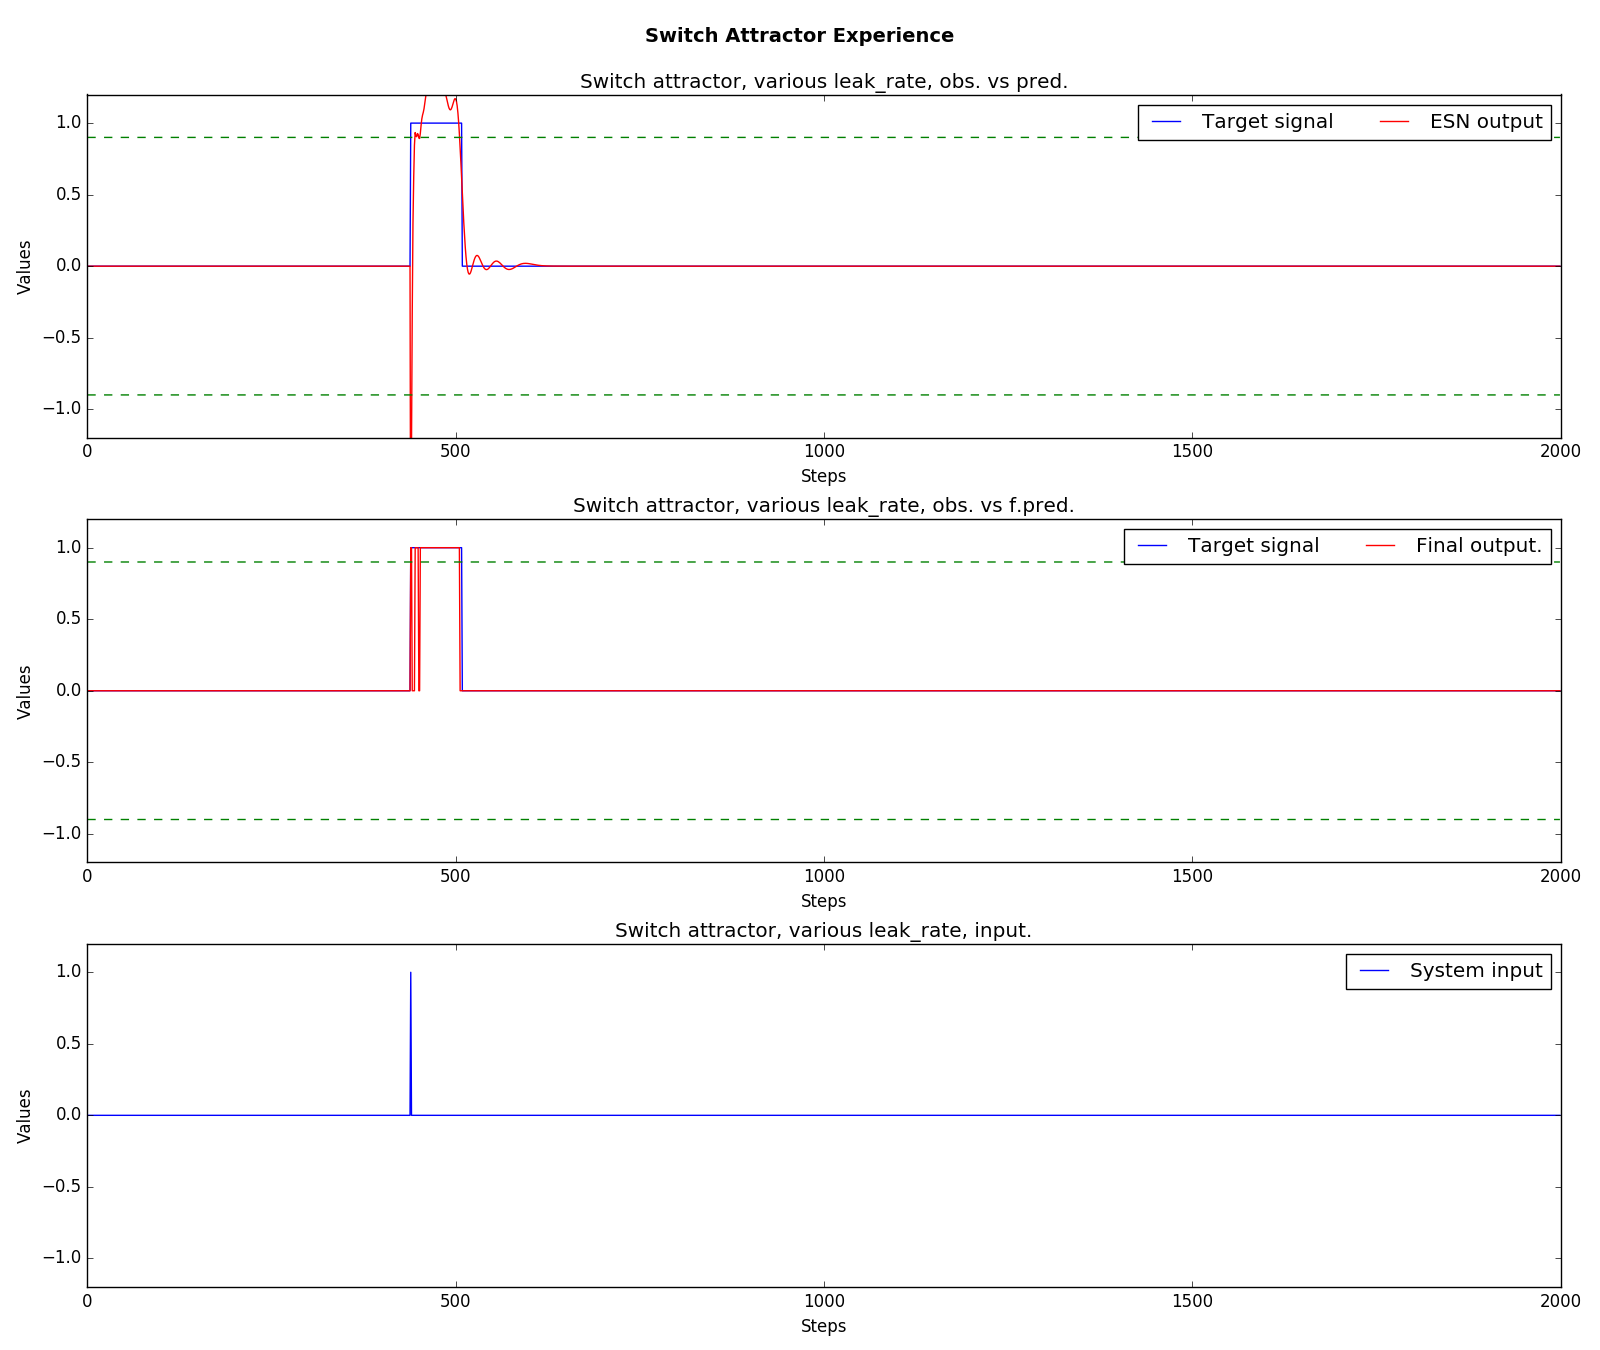 Switch Attractor Experience
Switch attractor, various leak_rate, obs. vs pred.
Target signal ESN output
1.0
0.5
0.0
−0.5
−1.0
Values
0 500 1000 1500 2000
Steps
Switch attractor, various leak_rate, obs. vs f.pred.
Target signal Final output.
1.0
0.5
0.0
−0.5
−1.0
Values
0 500 1000 1500 2000
Steps
Switch attractor, various leak_rate, input.
System input
1.0
0.5
0.0
−0.5
−1.0
Values
0 500 1000 1500 2000
Steps